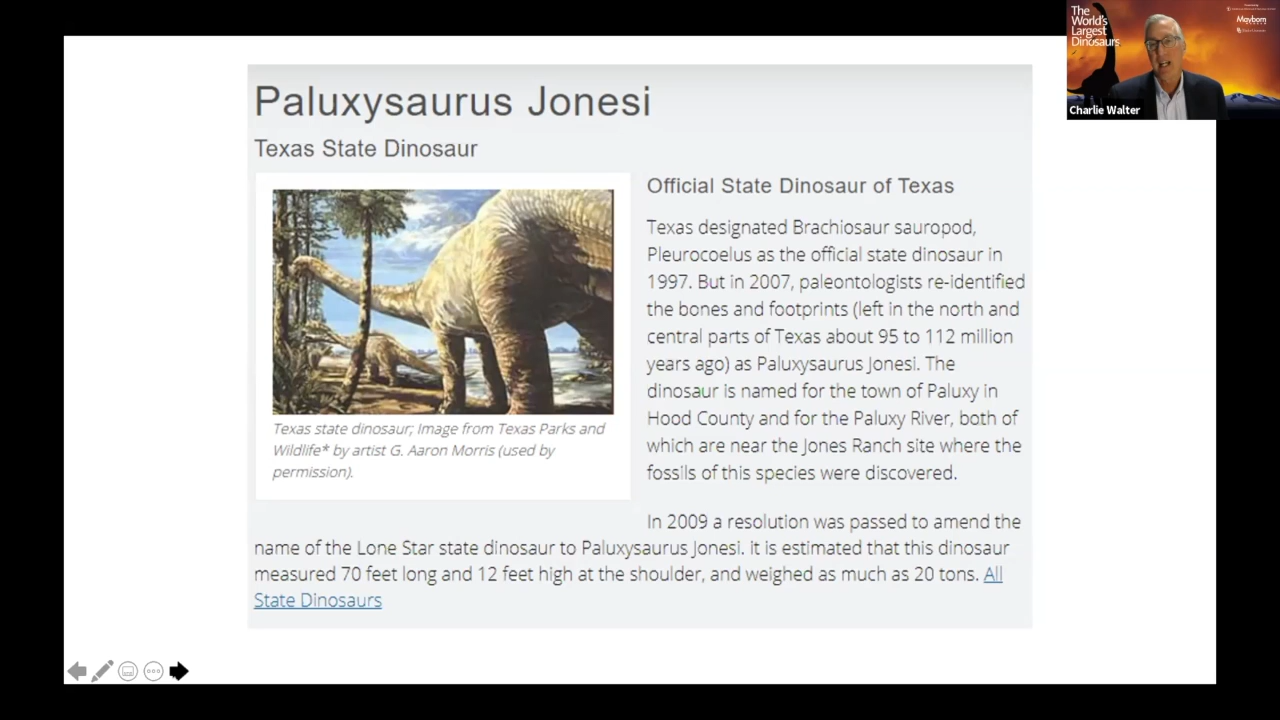 Paluxysaurus Jonesi
Texas State Dinosaur
Official State Dinosaur of Texas
Texas designated Brachiosaur sauropod,
Pleurocoelus as the official state dinosaur in
1997. But in 2007, paleontologists re-identified
the bones and footprints (left in the north and
central parts of Texas about 95 to 112 million
years ago) as Paluxysaurus Jonesi. The
dinosaur is named for the town of Paluxy in
Hood County and for the Paluxy River, both of
which are near the Jones Ranch site where the
fossils of this species were discovered.
Texas state dinosaur; Image from Texas Parks and
Wildlife* by artist G. Aaron Morris (used by
permission).
In 2009 a resolution was passed to amend the
name of the Lone Star state dinosaur to Paluxysaurus Jonesi. it is estimated that this dinosaur
measured 70 feet long and 12 feet high at the shoulder, and weighed as much as 20 tons. All
State Dinosaurs
The
World's
Largest
Dinosaurs
Mayborn
Charlie Walter